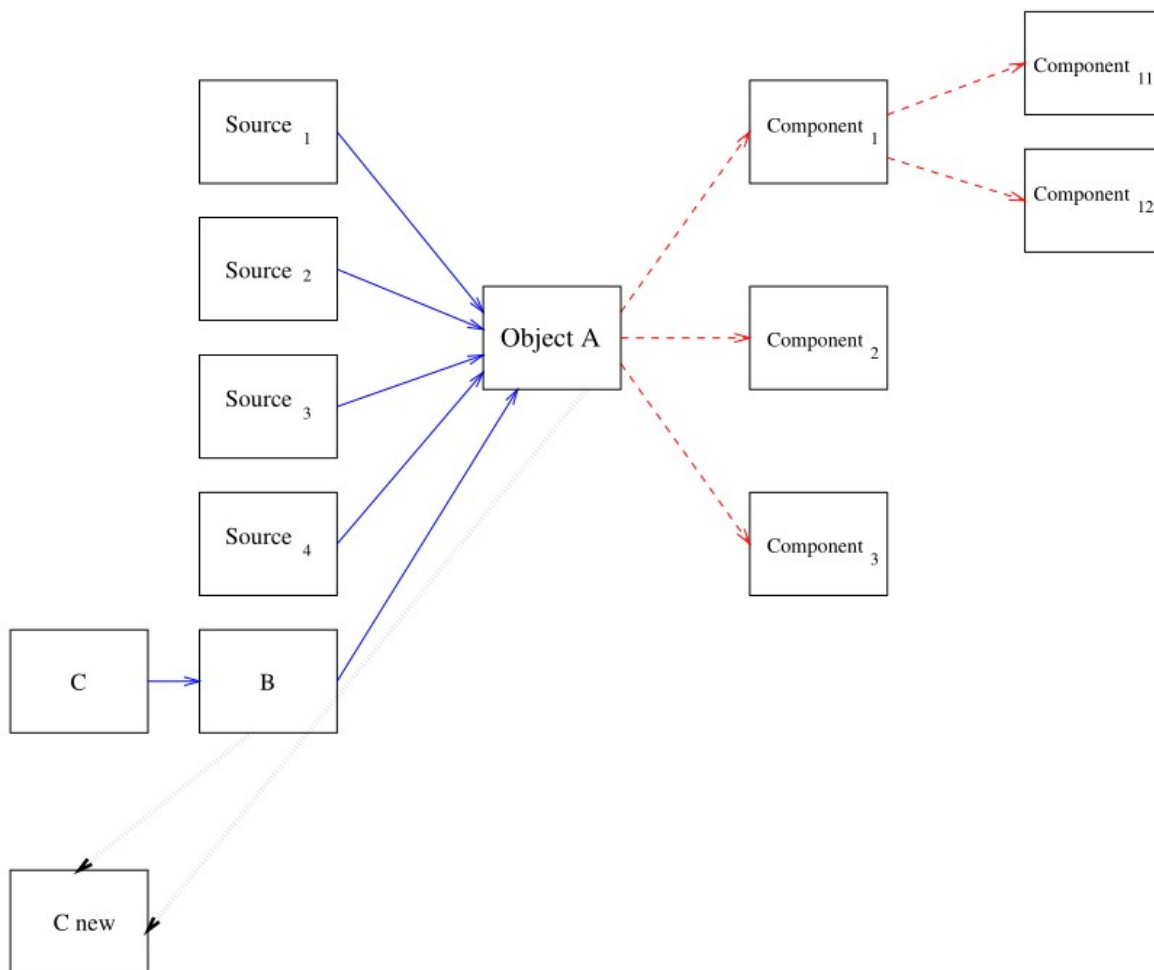 Component 11
Source 1
Component 1
Component 12
Source 2
Object A
Component 2
Source 3
Source 4
Component 3
C
B
C new